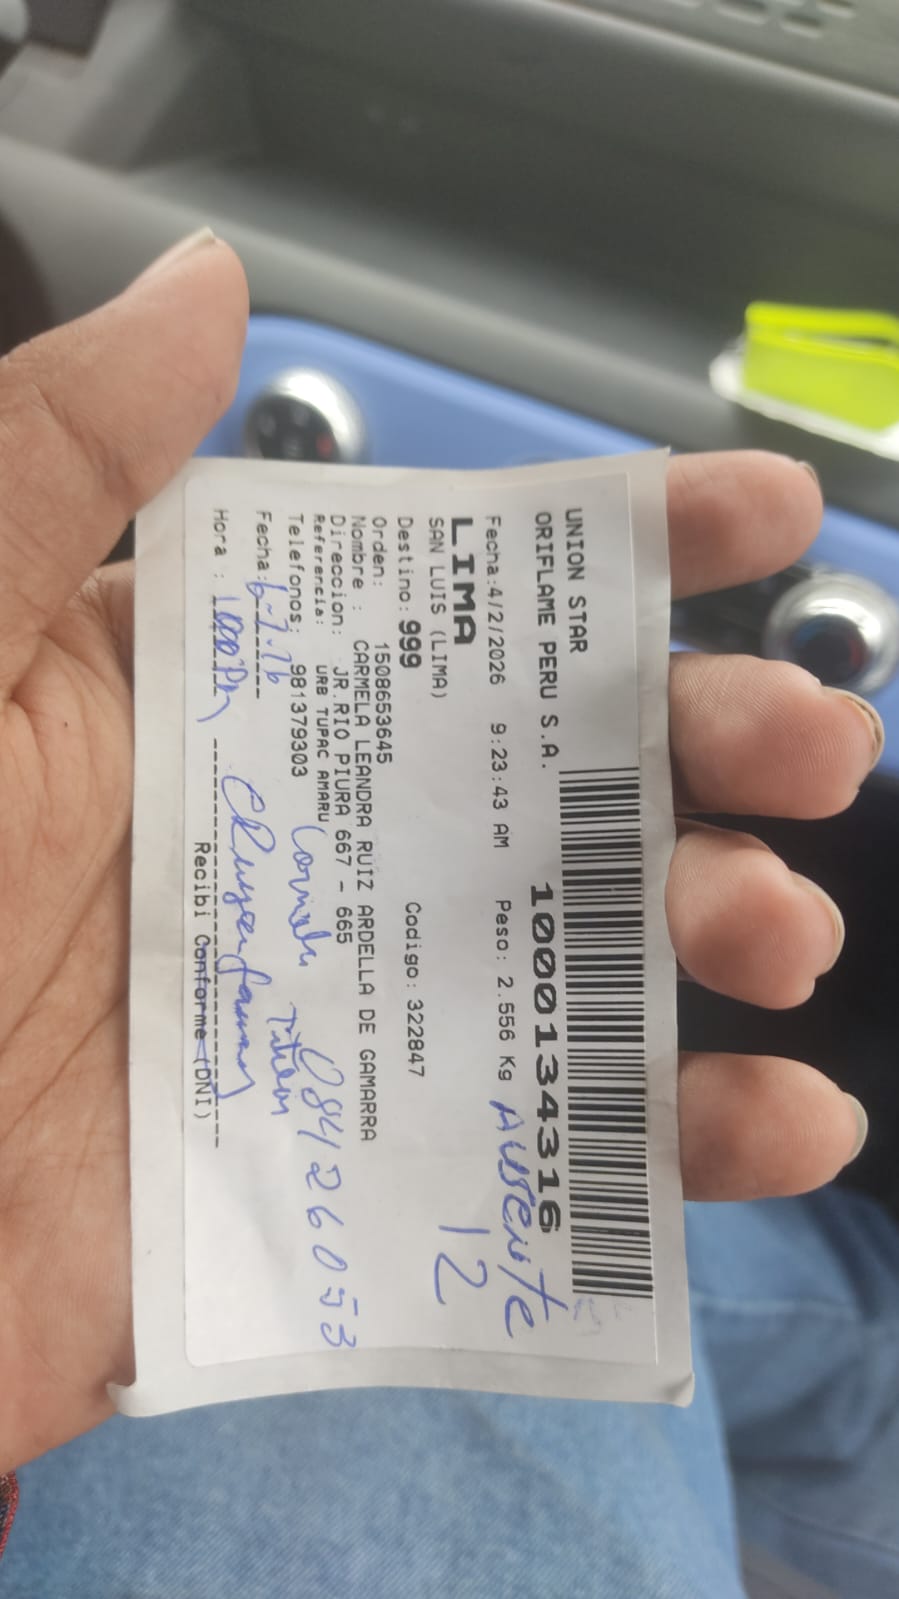 UNION STAR
ORIFLAME PERU S.A.
1000134316
Fecha:4/2/2026 9:23:43 AM Peso: 2.556 Kg
AUSENTE
LIMA
12
SAN LUIS (LIMA)
Destino: 999 Codigo: 322847
Orden: 1508653645
Nombre : CARMELA LEANDRA RUIZ ARDELLA DE GAMARRA
Direccion: JR.RIO PIURA 667 - 665
Referencia: URB TUPAC AMARU
Telefonos: 981379303
Fecha:
Hora :
Recibi Conforme (DNI)